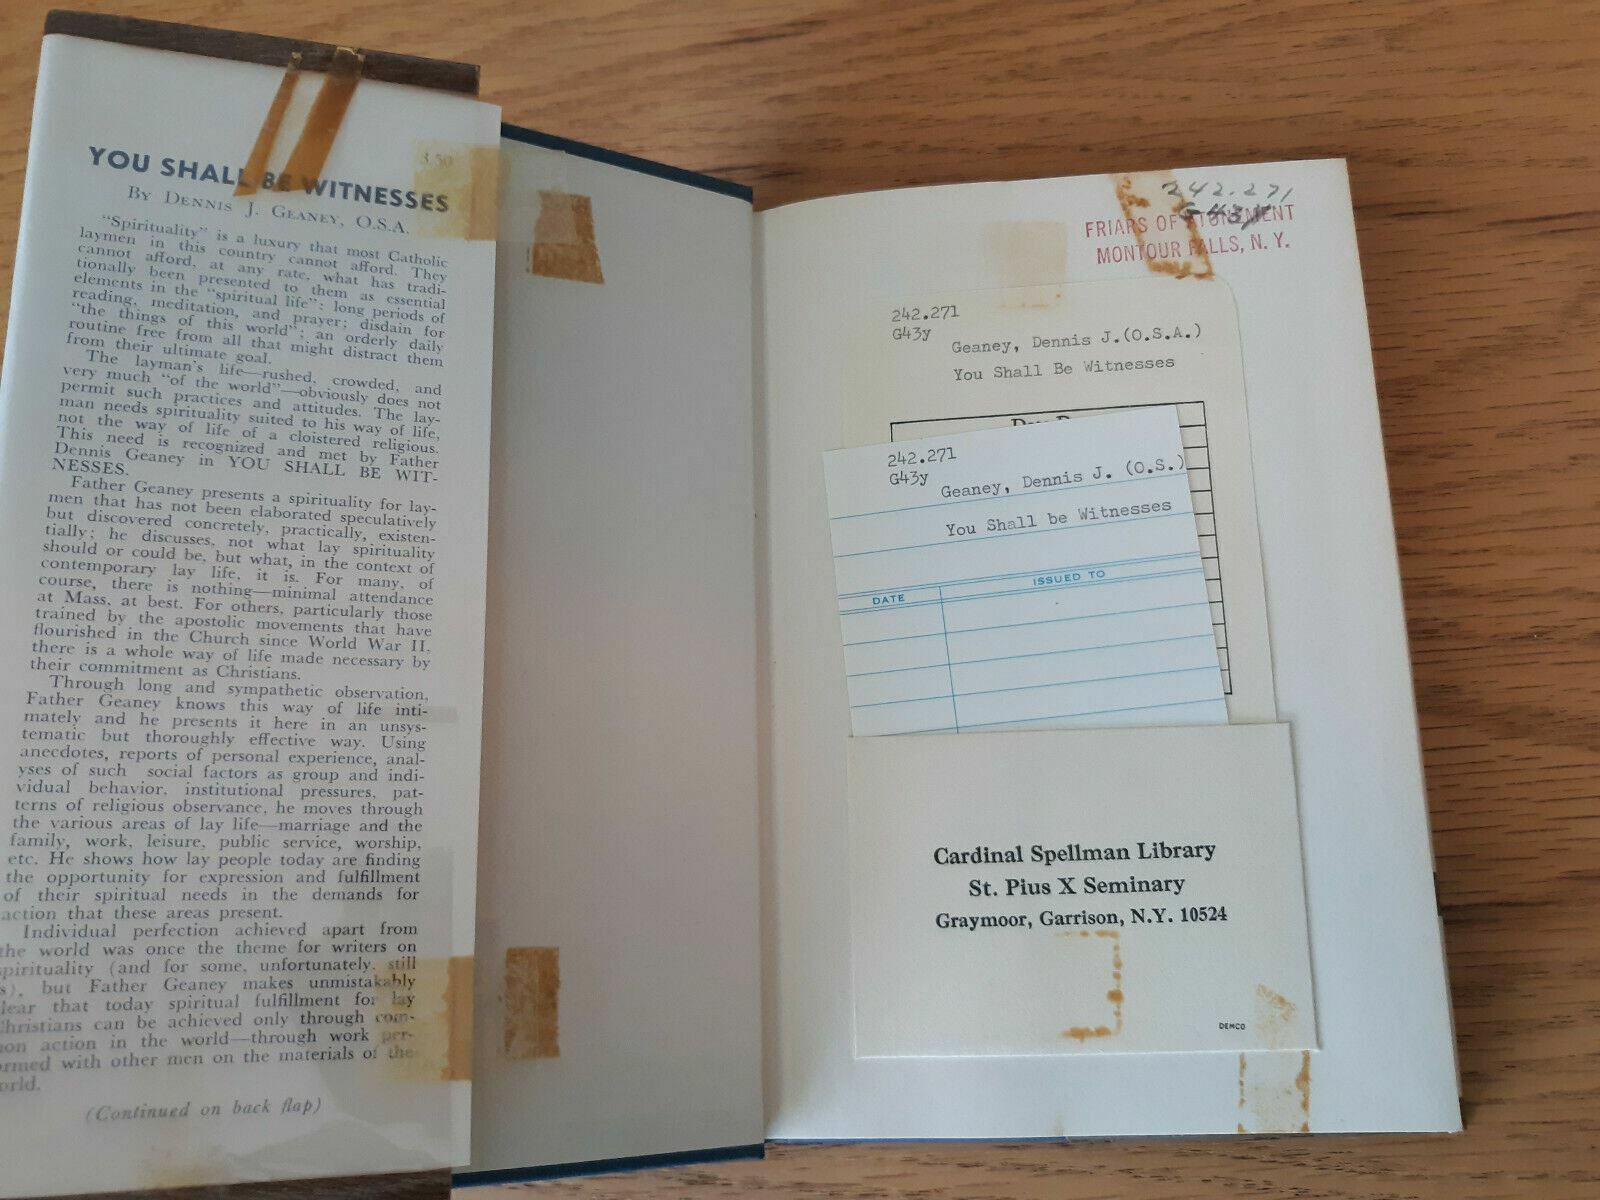 3.50
YOU SHALL BE WITNESSES
BY DENNIS J. GEANEY, O.S.A.
"Spirituality" is a luxury that most Catholic
laymen in this country cannot afford. They
cannot afford, at any rate, what has tradi-
tionally been presented to them as essential
elements in the "spiritual life": long periods of
reading, meditation, and prayer; disdain for
"the things of this world"; an orderly daily
routine free from all that might distract them
from their ultimate goal.
The layman's life—rushed, crowded, and
very much "of the world"—obviously does not
permit such practices and attitudes. The lay-
man needs spirituality suited to his way of life,
not the way of life of a cloistered religious.
This need is recognized and met by Father
Dennis Geaney in YOU SHALL BE WIT-
NESSES.
Father Geaney presents a spirituality for lay-
men that has not been elaborated speculatively
but discovered concretely, practically, existen-
tially; he discusses, not what lay spirituality
should or could be, but what, in the context of
contemporary lay life, it is. For many, of
course, there is nothing—minimal attendance
at Mass, at best. For others, particularly those
trained by the apostolic movements that have
flourished in the Church since World War II,
there is a whole way of life made necessary by
their commitment as Christians.
Through long and sympathetic observation,
Father Geaney knows this way of life inti-
mately and he presents it here in an unsys-
tematic but thoroughly effective way. Using
anecdotes, reports of personal experience, anal-
yses of such social factors as group and indi-
vidual behavior, institutional pressures, pat-
terns of religious observance, he moves through
the various areas of lay life—marriage and the
family, work, leisure, public service, worship,
etc. He shows how lay people today are finding
the opportunity for expression and fulfillment
of their spiritual needs in the demands for
action that these areas present.
Individual perfection achieved apart from
the world was once the theme for writers on
spirituality (and for some, unfortunately, still
s), but Father Geaney makes unmistakably
lear that today spiritual fulfillment for lay
Christians can be achieved only through com-
on action in the world—through work per-
ormed with other men on the materials of the
orld.
(Continued on back flap)
242.271
G43y
FRIARS OF ATONEMENT
MONTOUR FALLS, N. Y.
242.271
G43y
Geaney, Dennis J.(O.S.A.)
You Shall Be Witnesses
242.271
G43y
Geaney, Dennis J. (O.S.)
You Shall be Witnesses
DATE ISSUED TO
Cardinal Spellman Library
St. Pius X Seminary
Graymoor, Garrison, N.Y. 10524
DEMCO